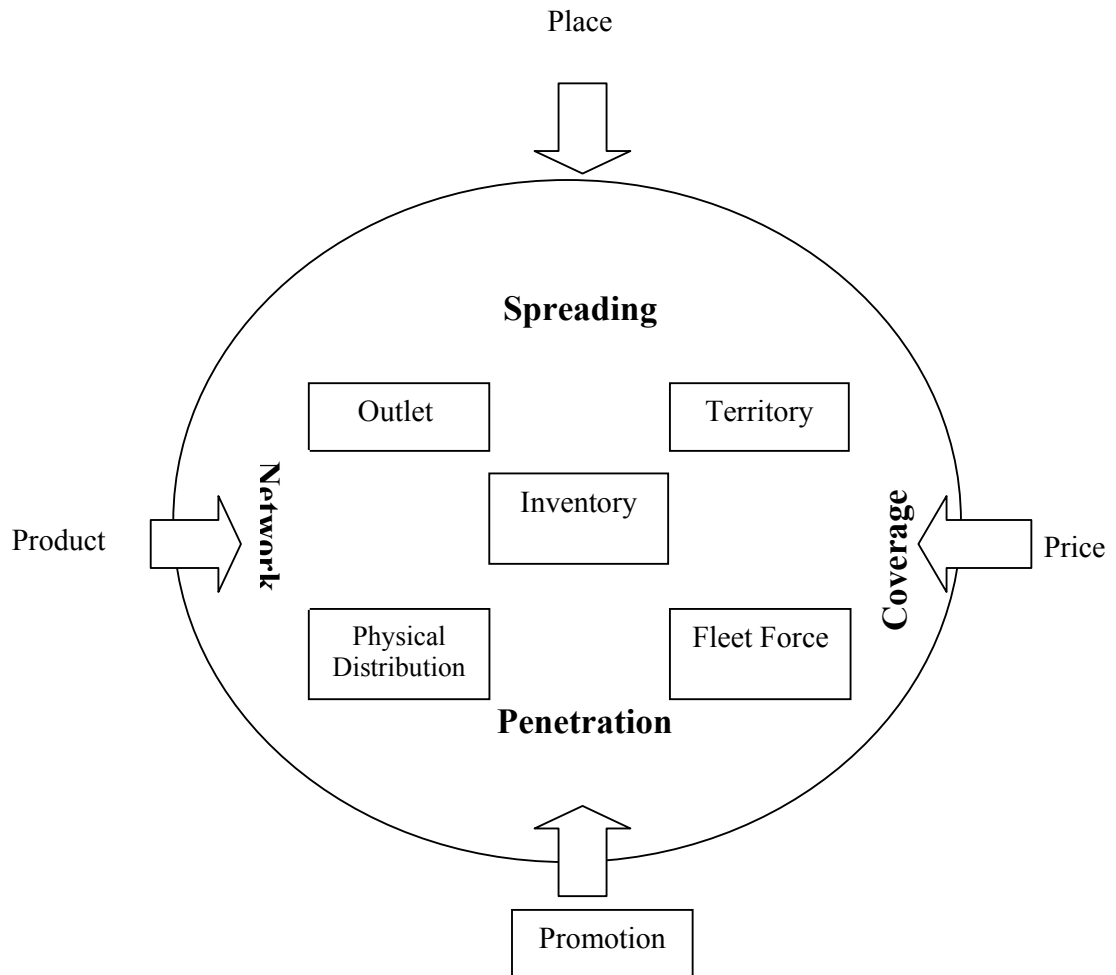 Place
Spreading
Outlet
Territory
Network
Inventory
Coverage
Product
Price
Physical
Distribution
Fleet Force
Penetration
Promotion